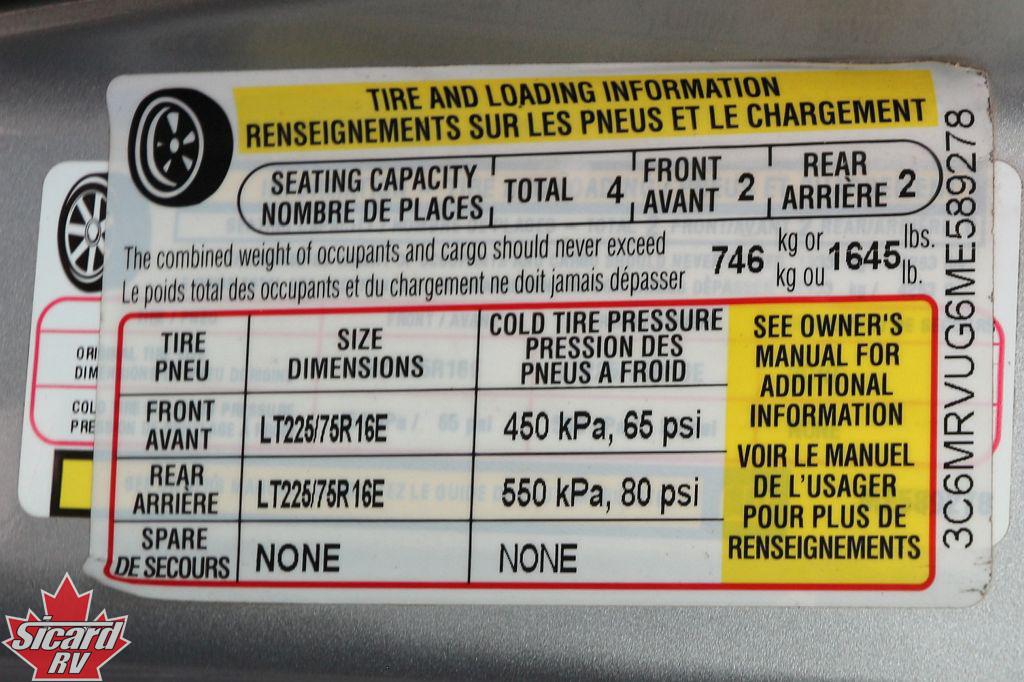 TIRE AND LOADING INFORMATION
RENSEIGNEMENTS SUR LES PNEUS ET LE CHARGEMENT
SEATING CAPACITY
NOMBRE DE PLACES
TOTAL 4
FRONT
AVANT 2
REAR
ARRIÈRE 2
The combined weight of occupants and cargo should never exceed
Le poids total des occupants et du chargement ne doit jamais dépasser
746 kg or
kg ou
1645 lbs.
lb.
TIRE
PNEU
SIZE
DIMENSIONS
COLD TIRE PRESSURE
PRESSION DES
PNEUS A FROID
FRONT
AVANT
LT225/75R16E
450 kPa, 65 psi
REAR
ARRIÈRE
LT225/75R16E
550 kPa, 80 psi
SPARE
DE SECOURS
NONE
NONE
SEE OWNER'S
MANUAL FOR
ADDITIONAL
INFORMATION
VOIR LE MANUEL
DE L'USAGER
POUR PLUS DE
RENSEIGNEMENTS
3C6MRVUG6ME589278
Sicard
RV